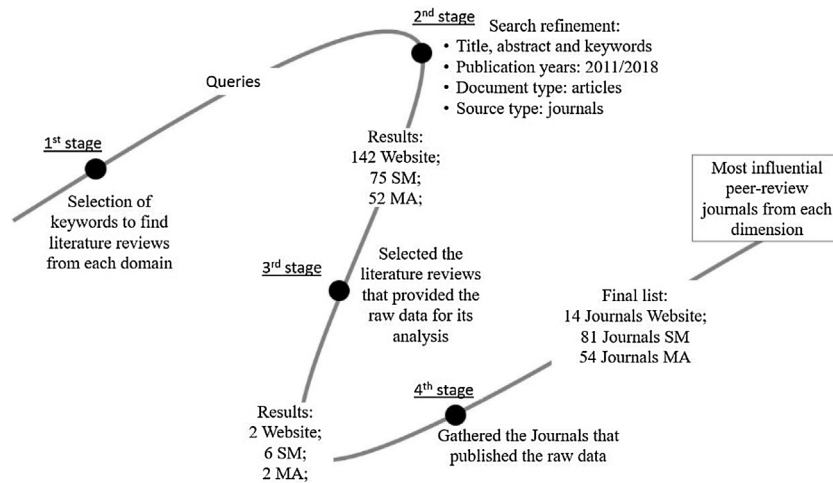 1st stage
Selection of
keywords to find
literature reviews
from each domain
Queries
2nd stage
Search refinement:
• Title, abstract and keywords
• Publication years: 2011/2018
• Document type: articles
• Source type: journals
Results:
142 Website;
75 SM;
52 MA;
3rd stage
Selected the
literature reviews
that provided the
raw data for its
analysis
Results:
2 Website;
6 SM;
2 MA;
4th stage
Gathered the Journals that
published the raw data
Final list:
14 Journals Website;
81 Journals SM
54 Journals MA
Most influential
peer-review
journals from each
dimension